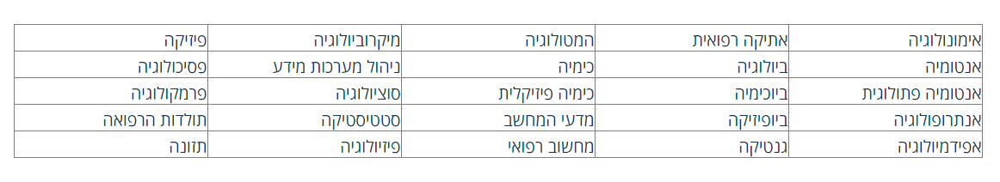 אימונולוגיה אתיקה רפואית המטולוגיה מיקרוביולוגיה פיזיקה
אנטומיה ביולוגיה כימיה ניהול מערכות מידע פסיכולוגיה
אנטומיה פתולוגית ביוכימיה כימיה פיזיקלית סוציולוגיה פרמקולוגיה
אנתרופולוגיה ביופיזיקה מדעי המחשב סטטיסטיקה תולדות הרפואה
אפידמיולוגיה גנטיקה מחשוב רפואי פיזיולוגיה תזונה